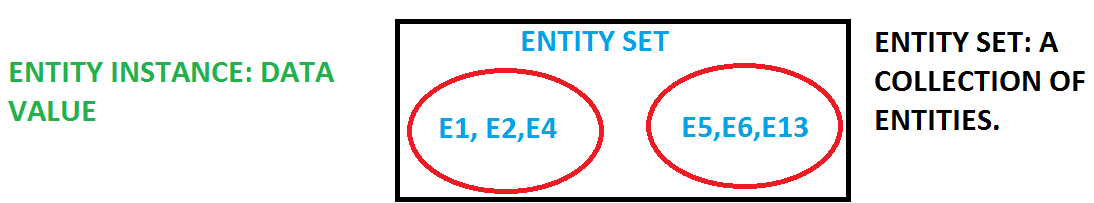 ENTITY INSTANCE: DATA
VALUE
ENTITY SET
E1, E2,E4
E5,E6,E13
ENTITY SET: A
COLLECTION OF
ENTITIES.